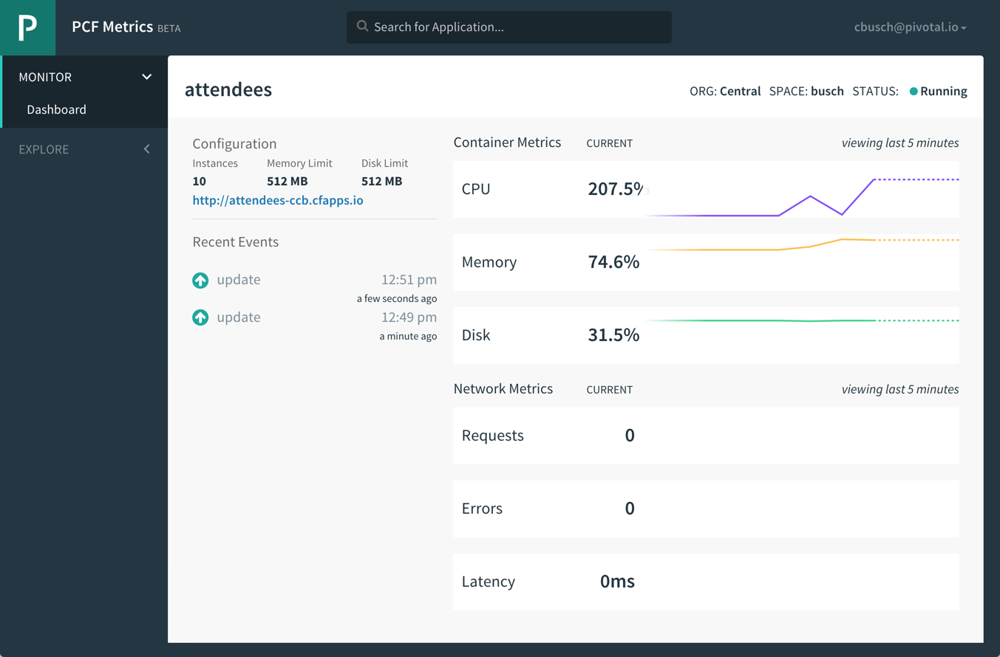 P PCF Metrics BETA
Search for Application...
cbusch@pivotal.io
MONITOR
Dashboard
EXPLORE
attendees
ORG: Central SPACE: busch STATUS: Running
Configuration
Instances Memory Limit Disk Limit
10 512 MB 512 MB
http://attendees-ccb.cfapps.io
Recent Events
update 12:51 pm
a few seconds ago
update 12:49 pm
a minute ago
Container Metrics CURRENT viewing last 5 minutes
CPU 207.5%
Memory 74.6%
Disk 31.5%
Network Metrics CURRENT viewing last 5 minutes
Requests 0
Errors 0
Latency 0ms